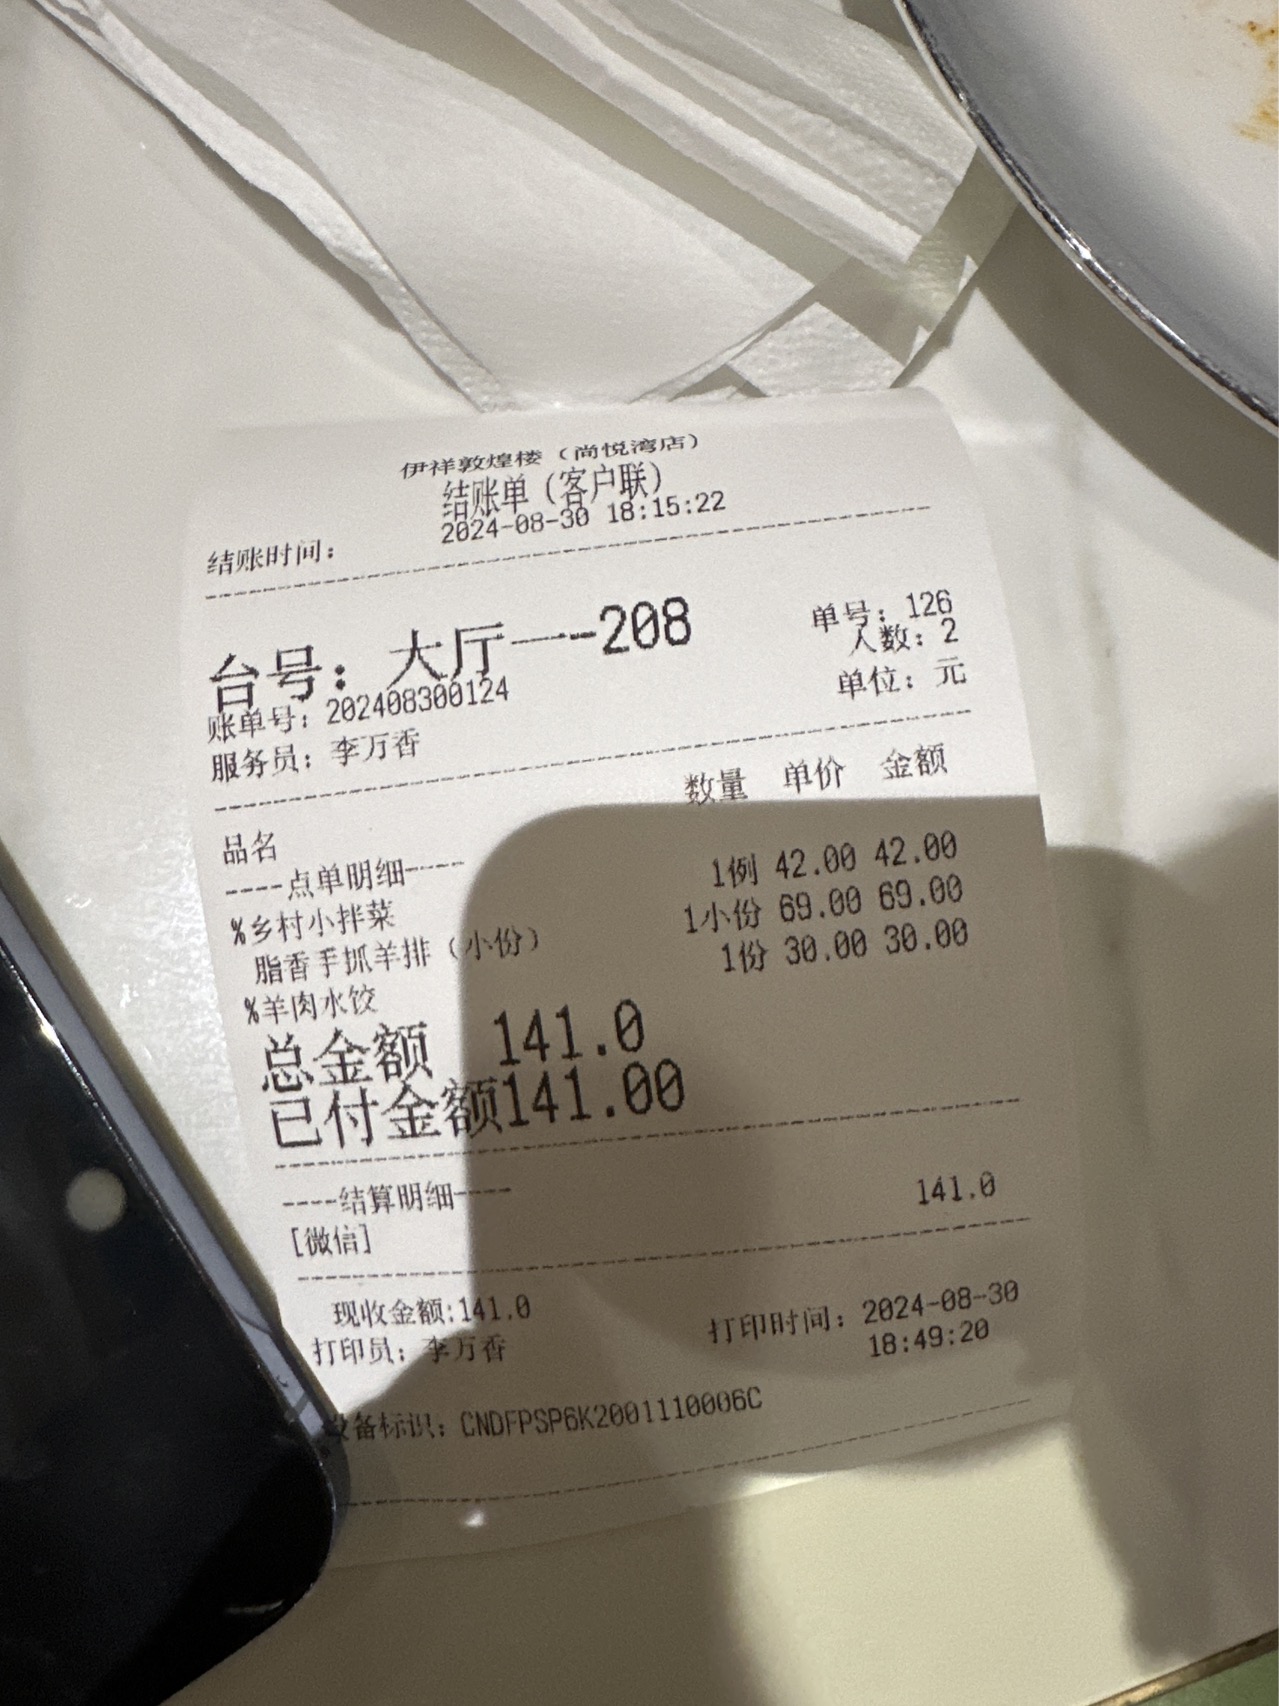 伊祥敦煌楼（尚悦湾店）
结账单（客户联）
结账时间： 2024-08-30 18:15:22
台号：大厅一--208
单号：126
人数：2
账单号：202408300124
单位：元
服务员：李万香
品名 数量 单价 金额
----点单明细----
%乡村小拌菜 1例 42.00 42.00
脂香手抓羊排（小份） 1小份 69.00 69.00
%羊肉水饺 1份 30.00 30.00
总金额 141.0
已付金额141.00
----结算明细----
[微信] 141.0
现收金额:141.0
打印员：李万香 打印时间：2024-08-30
18:49:20
设备标识：CNDFPSP6K2001110006C